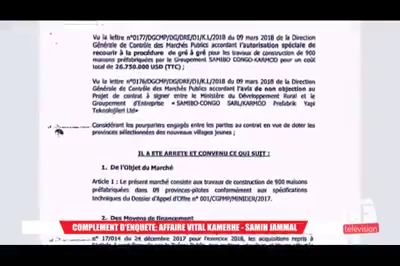 Vu la lettre n°0177/DGCMP/DG/DRE/D1/K.L/2018 du 09 mars 2018 de la Direction
Générale de Contrôle des Marchés Publics accordant l'autorisation spéciale de
recourir à la procédure de gré à gré pour les travaux de construction de 900
maisons préfabriquées par le Groupement SAMIBO CONGO-KARMOD pour un coût
total de 26.750.000 USD (TTC) ;
Vu la lettre n°0176/DGCMP/DG/DRE/D1/K.L/2018 du 09 mars 2018 de la Direction
Générale de Contrôle des Marchés Publics accordant l'avis de non objection au
Projet de contrat à signer entre le Ministère du Développement Rural et le
Groupement d'Entreprise « SAMIBO-CONGO SARL/KARMOD Prefabrik Yapi
Teknolojileri Ltd»
Considérant les pourparlers engagés entre les parties au contrat en vue de doter les
provinces sélectionnées des nouveaux villages jeunes ;
IL A ETE ARRETE ET CONVENU CE QUI SUIT :
1. De l'Objet du Marché
Article 1 : Le présent marché consiste aux travaux de construction de 900 maisons
préfabriquées dans 09 provinces-pilotes conformément aux spécifications
techniques du Dossier d'Appel d'Offre n° 001/CGPMP/MINIDER/2017.
2. Des Moyens de financement
COMPLEMENT D'ENQUETE: AFFAIRE VITAL KAMERHE - SAMIH JAMMAL
n° 17/014 du 24 décembre 2017 pour l'exercice 2018, les acquisitions repris à
télévision